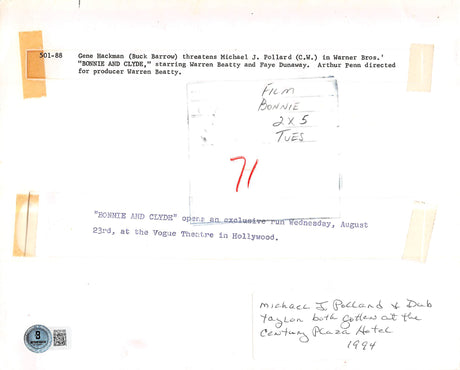 501-88 Gene Hackman (Buck Barrow) threatens Michael J. Pollard (C.W.) in Warner Bros.'
"BONNIE AND CLYDE," starring Warren Beatty and Faye Dunaway. Arthur Penn directed
for producer Warren Beatty.
FILM
BONNIE
2 x 5
TUES
71
"BONNIE AND CLYDE" opens an exclusive run Wednesday, August
23rd, at the Vogue Theatre in Hollywood.
Michael J. Pollard & Dub
Taylor both gotten at the
Century Plaza Hotel
1994